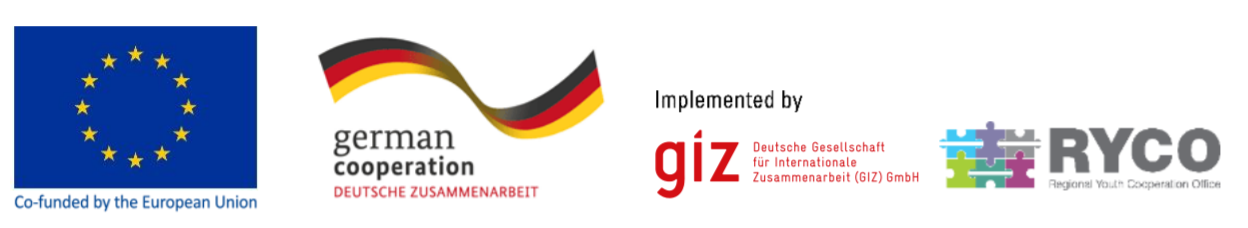 Co-funded by the European Union
german
cooperation
DEUTSCHE ZUSAMMENARBEIT
Implemented by
giz
Deutsche Gesellschaft
für Internationale
Zusammenarbeit (GIZ) GmbH
RYCO
Regional Youth Cooperation Office